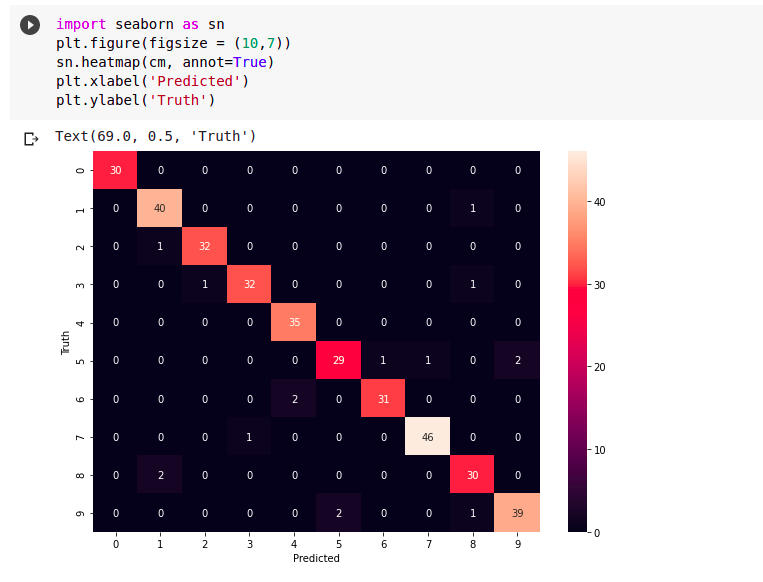 import seaborn as sn
plt.figure(figsize = (10,7))
sn.heatmap(cm, annot=True)
plt.xlabel('Predicted')
plt.ylabel('Truth')
Text(69.0, 0.5, 'Truth')
0 30 0 0 0 0 0 0 0 0 0
1 0 40 0 0 0 0 0 0 1 0
2 0 1 32 0 0 0 0 0 0 0
3 0 0 1 32 0 0 0 0 1 0
4 0 0 0 0 35 0 0 0 0 0
Truth
5 0 0 0 0 0 29 1 1 0 2
6 0 0 0 0 2 0 31 0 0 0
7 0 0 0 1 0 0 0 46 0 0
8 0 2 0 0 0 0 0 0 30 0
9 0 0 0 0 0 2 0 0 1 39
0 1 2 3 4 5 6 7 8 9
Predicted
40
30
20
10
0